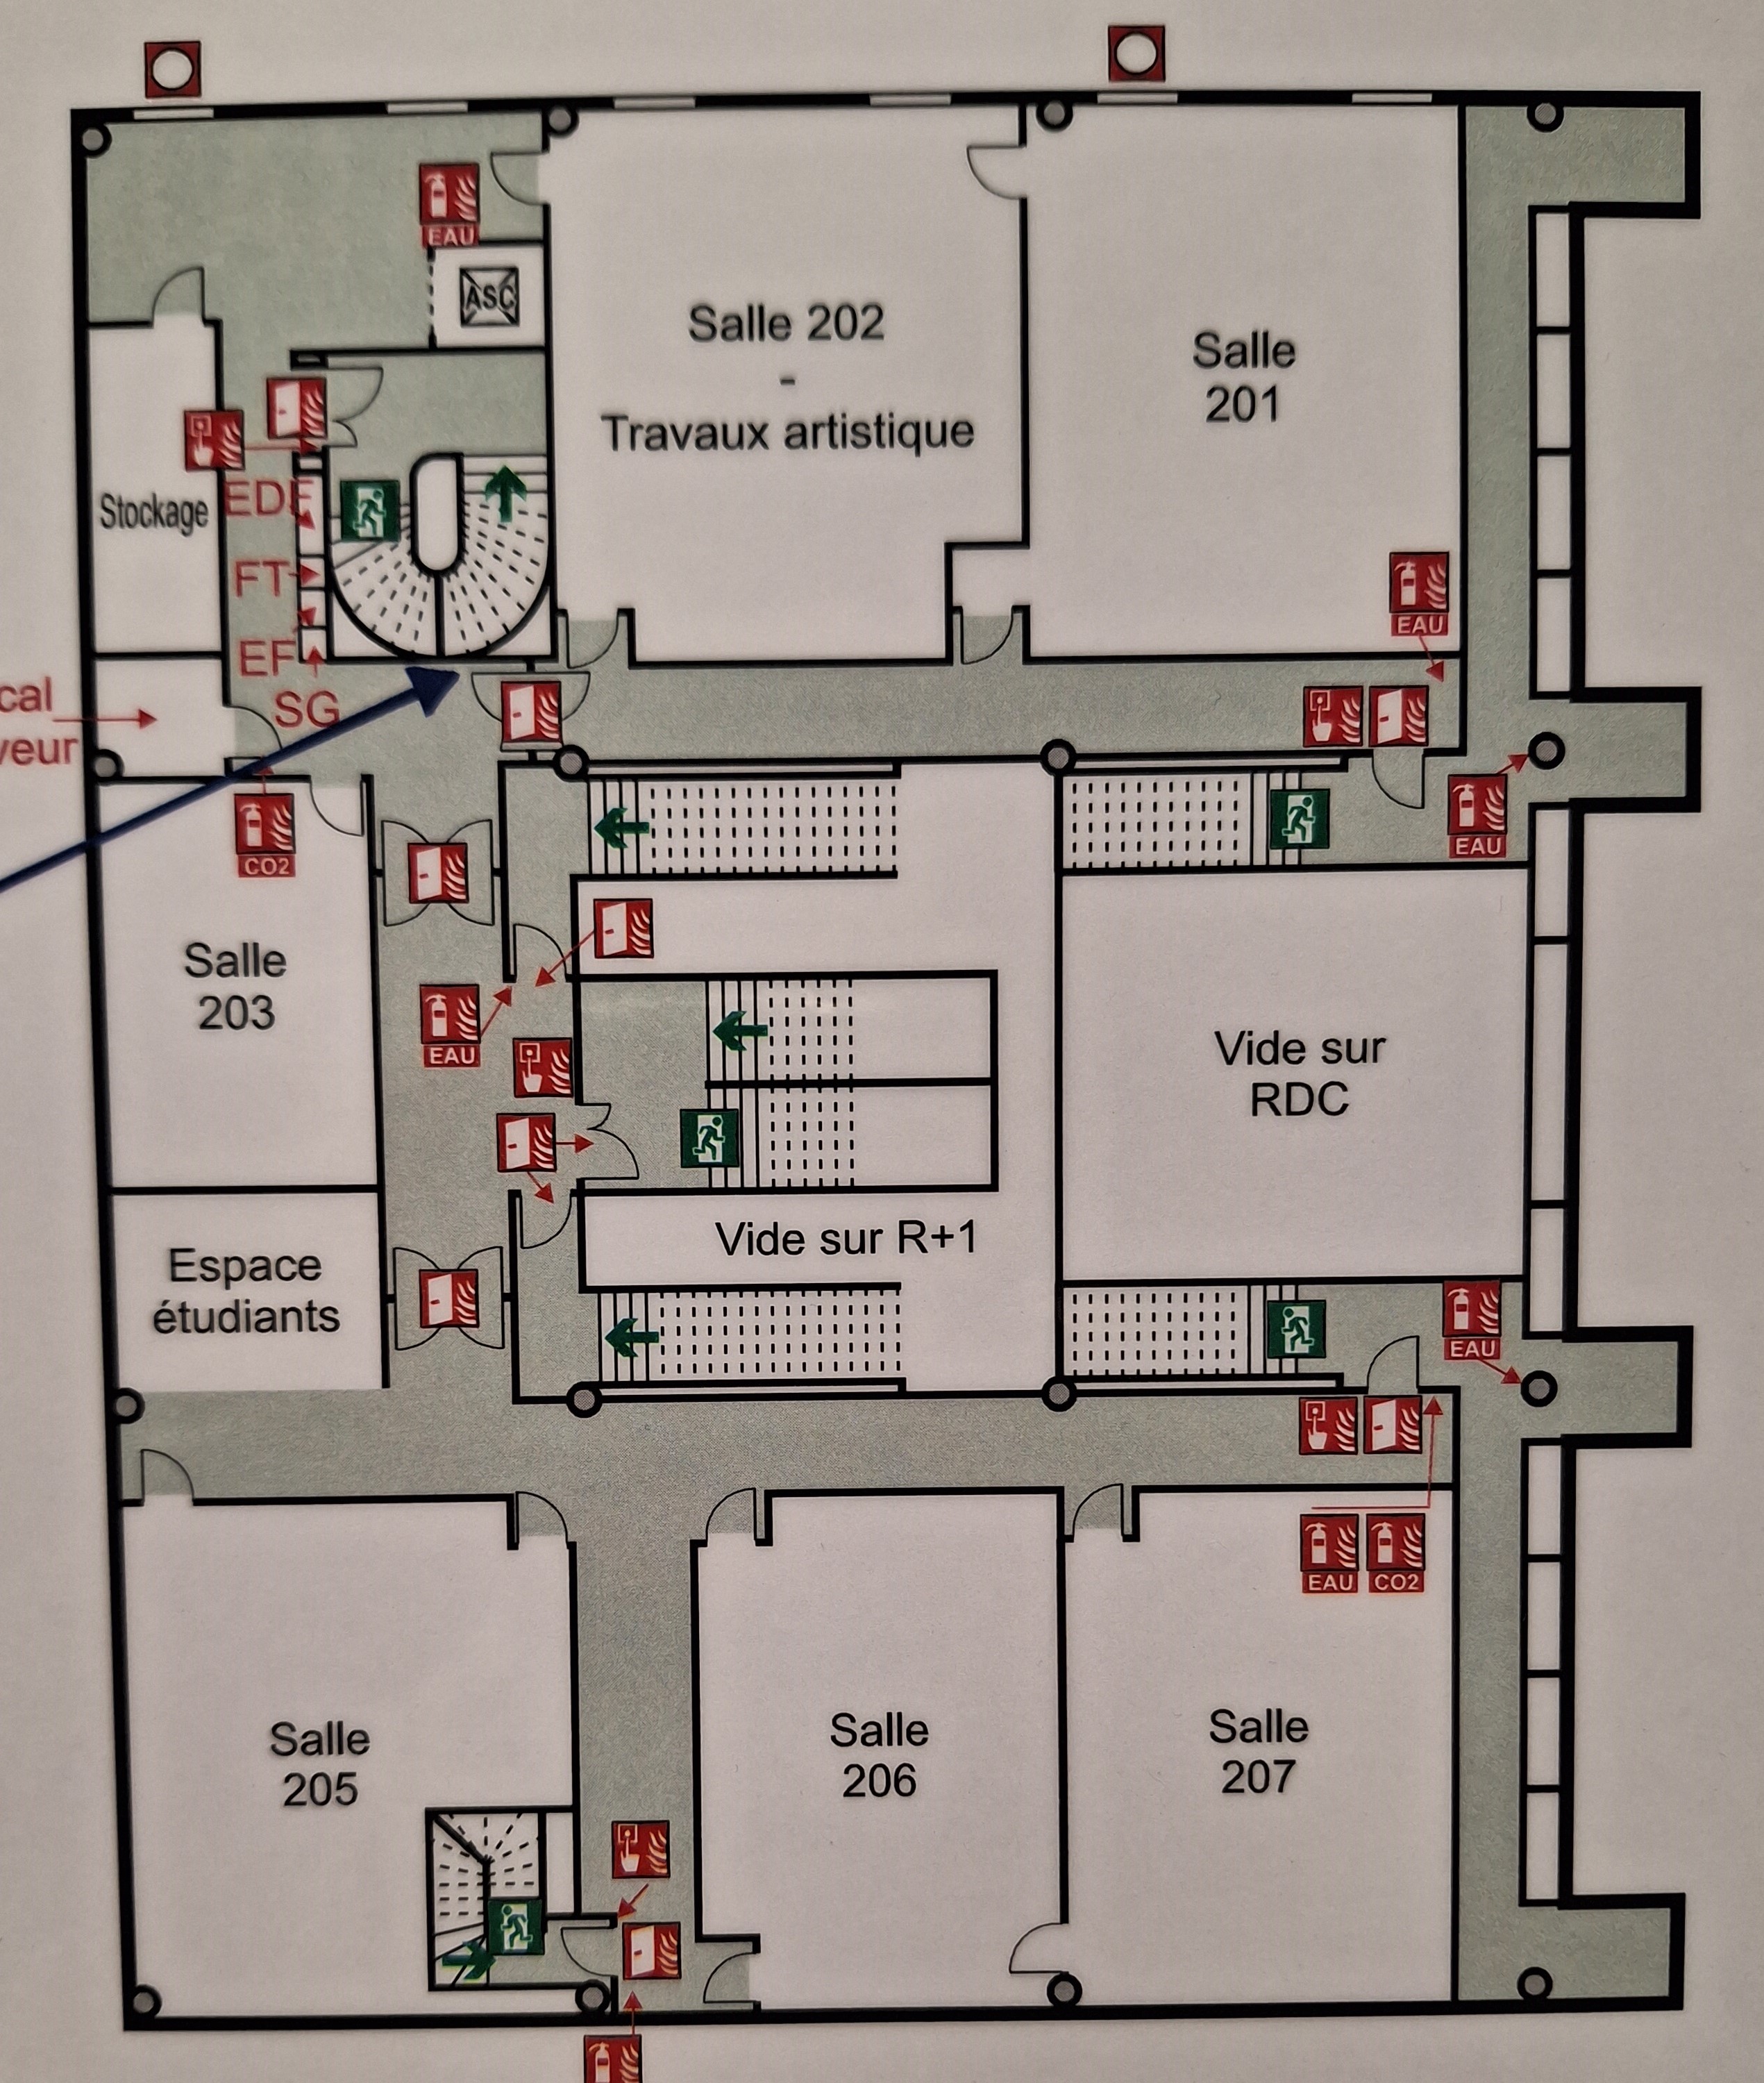 EAU
ASC
Salle 202
-
Travaux artistique
Salle
201
Stockage
EDF
FT
EF
SG
EAU
cal
veur
CO2
EAU
Salle
203
EAU
Vide sur
RDC
Vide sur R+1
Espace
étudiants
EAU
EAU
CO2
Salle
205
Salle
206
Salle
207